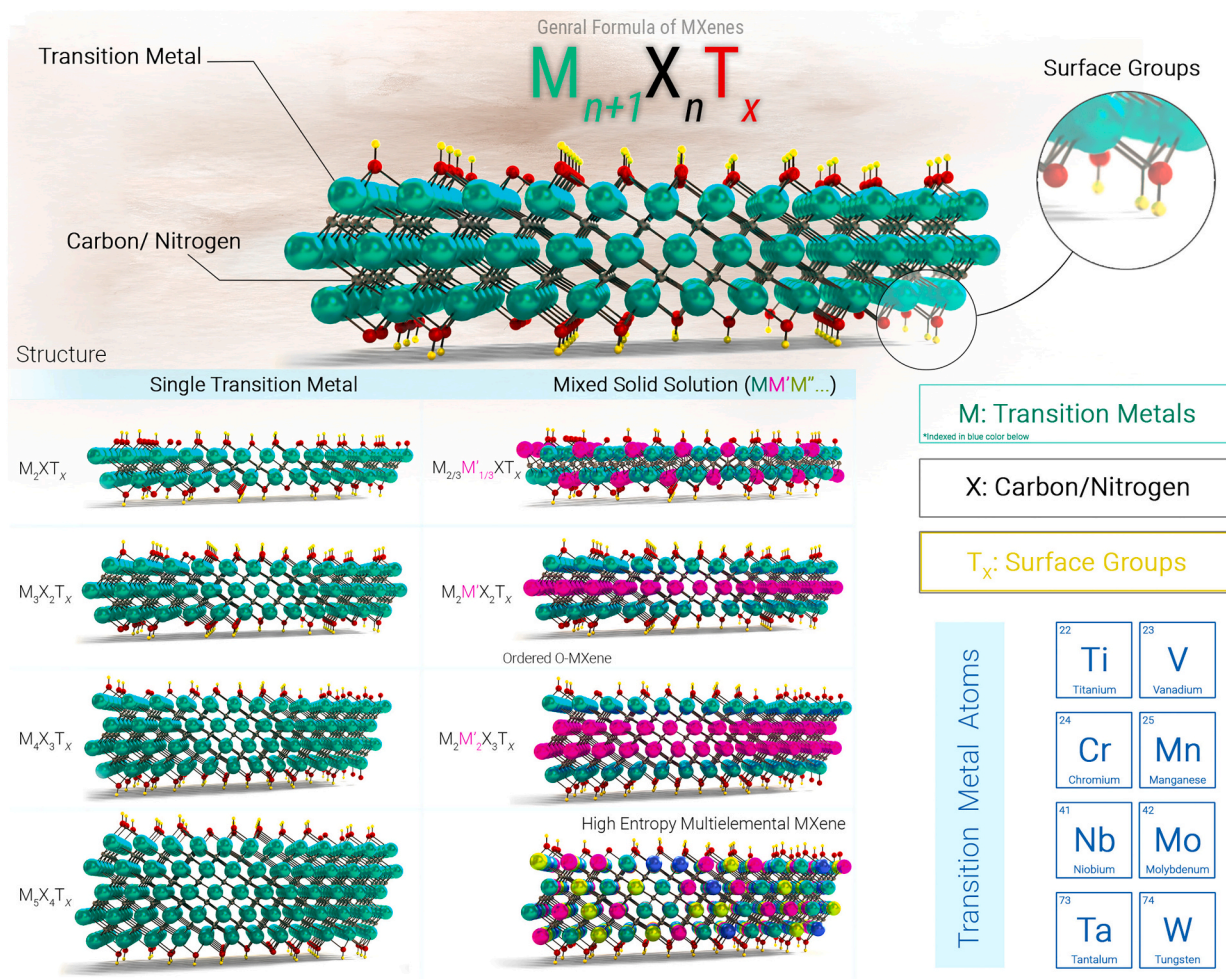 Genral Formula of MXenes
Mn+1XnTx
Transition Metal
Surface Groups
Carbon/ Nitrogen
Structure
Single Transition Metal
Mixed Solid Solution (MM'M''...)
M2XTx
M2/3M'1/3XTx
M3X2Tx
M2M'X2Tx
Ordered O-MXene
M4X3Tx
M2M'2X3Tx
High Entropy Multielemental MXene
M5X4Tx
M: Transition Metals
*Indexed in blue color below
X: Carbon/Nitrogen
Tx: Surface Groups
Transition Metal Atoms
22
Ti
Titanium
23
V
Vanadium
24
Cr
Chromium
25
Mn
Manganese
41
Nb
Niobium
42
Mo
Molybdenum
73
Ta
Tantalum
74
W
Tungsten